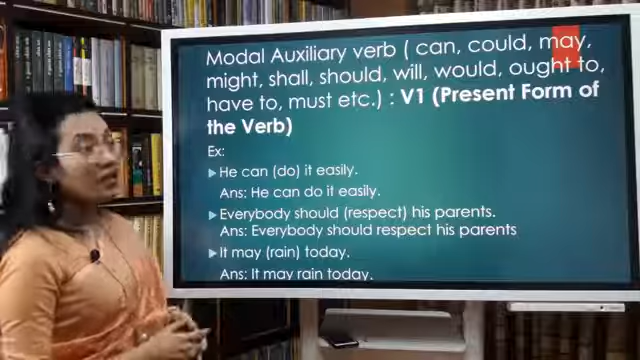 Modal Auxiliary verb ( can, could, may,
might, shall, should, will, would, ought to,
have to, must etc.) : V1 (Present Form of
the Verb)
Ex:
He can (do) it easily.
Ans: He can do it easily.
Everybody should (respect) his parents.
Ans: Everybody should respect his parents
It may (rain) today.
Ans: It may rain today.